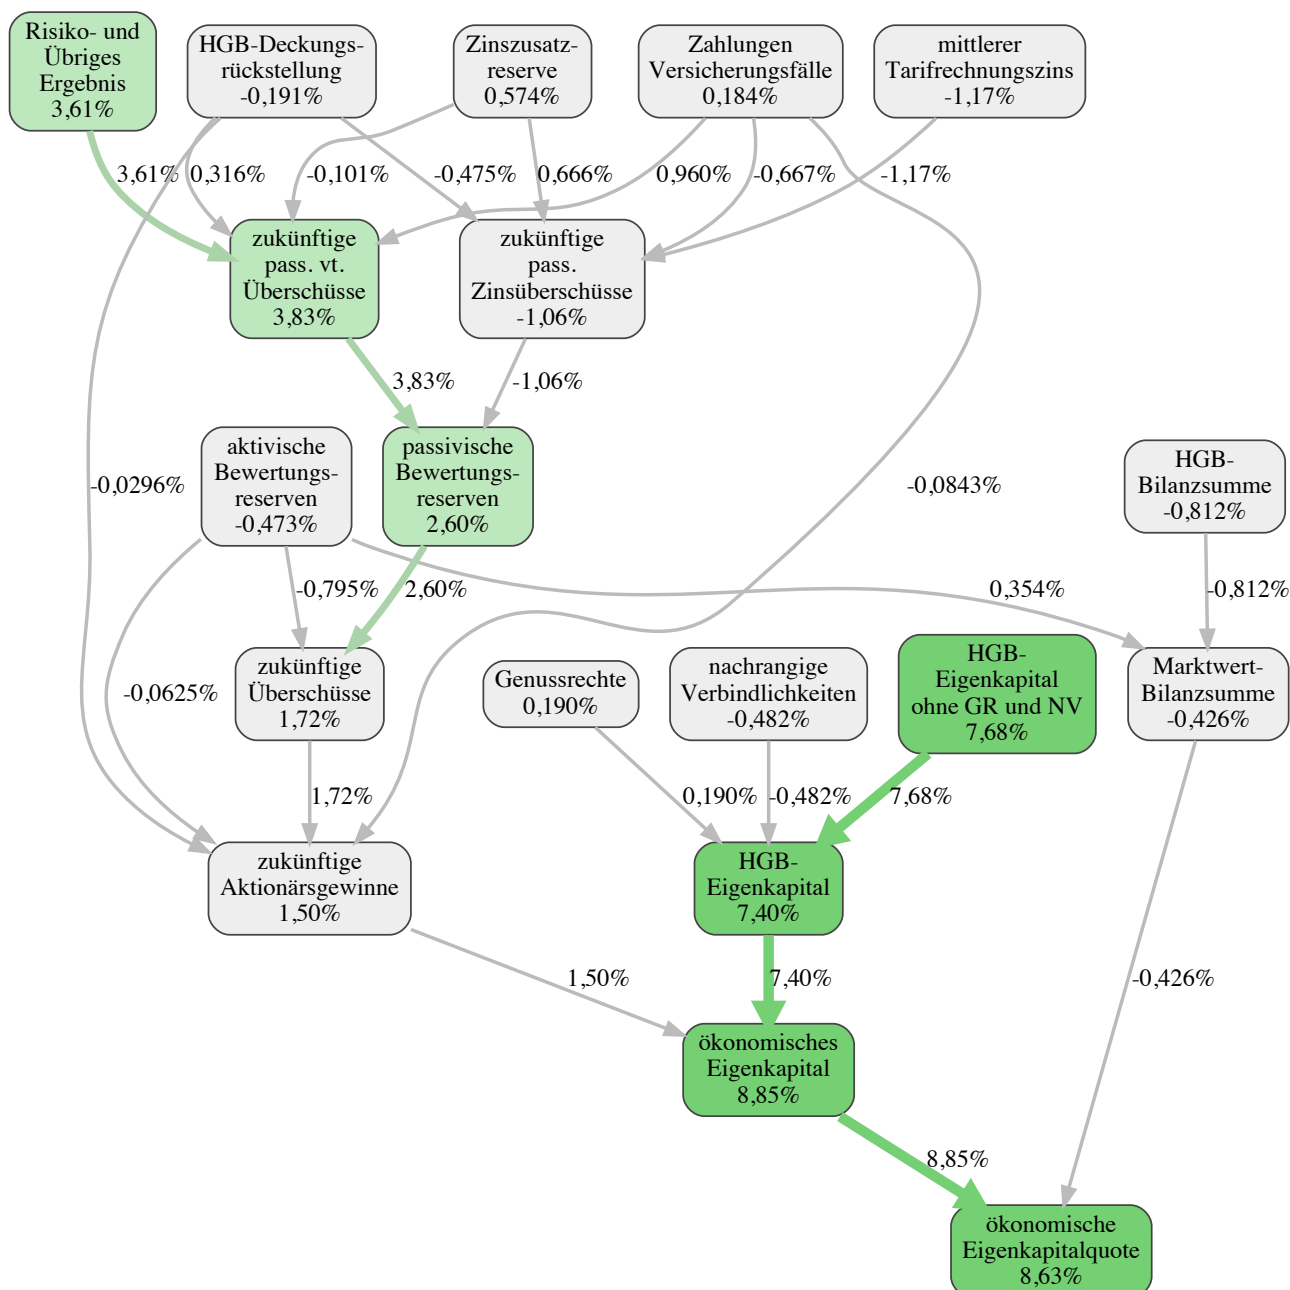 Risiko- und
Übriges
Ergebnis
3,61%
HGB-Deckungs-
rückstellung
-0,191%
Zinszusatz-
reserve
0,574%
Zahlungen
Versicherungsfälle
0,184%
mittlerer
Tarifrechnungszins
-1,17%
3,61%
0,316%
-0,101%
-0,475%
0,666%
0,960%
-0,667%
-1,17%
zukünftige
pass. vt.
Überschüsse
3,83%
zukünftige
pass.
Zinsüberschüsse
-1,06%
3,83%
-1,06%
aktivische
Bewertungs-
reserven
-0,473%
passivische
Bewertungs-
reserven
2,60%
HGB-
Bilanzsumme
-0,812%
-0,0296%
-0,0843%
-0,795%
2,60%
0,354%
-0,812%
zukünftige
Überschüsse
1,72%
Genussrechte
0,190%
nachrangige
Verbindlichkeiten
-0,482%
HGB-
Eigenkapital
ohne GR und NV
7,68%
Marktwert-
Bilanzsumme
-0,426%
-0,0625%
1,72%
0,190%
-0,482%
7,68%
zukünftige
Aktionärsgewinne
1,50%
HGB-
Eigenkapital
7,40%
1,50%
7,40%
-0,426%
ökonomisches
Eigenkapital
8,85%
8,85%
ökonomische
Eigenkapitalquote
8,63%